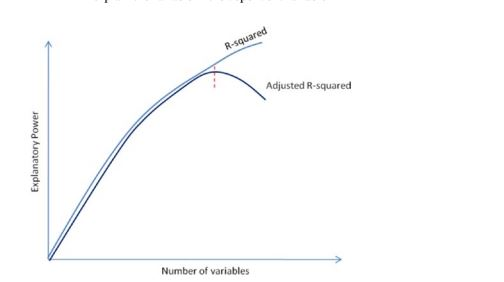 R-squared
Adjusted R-squared
Explanatory Power
Number of variables